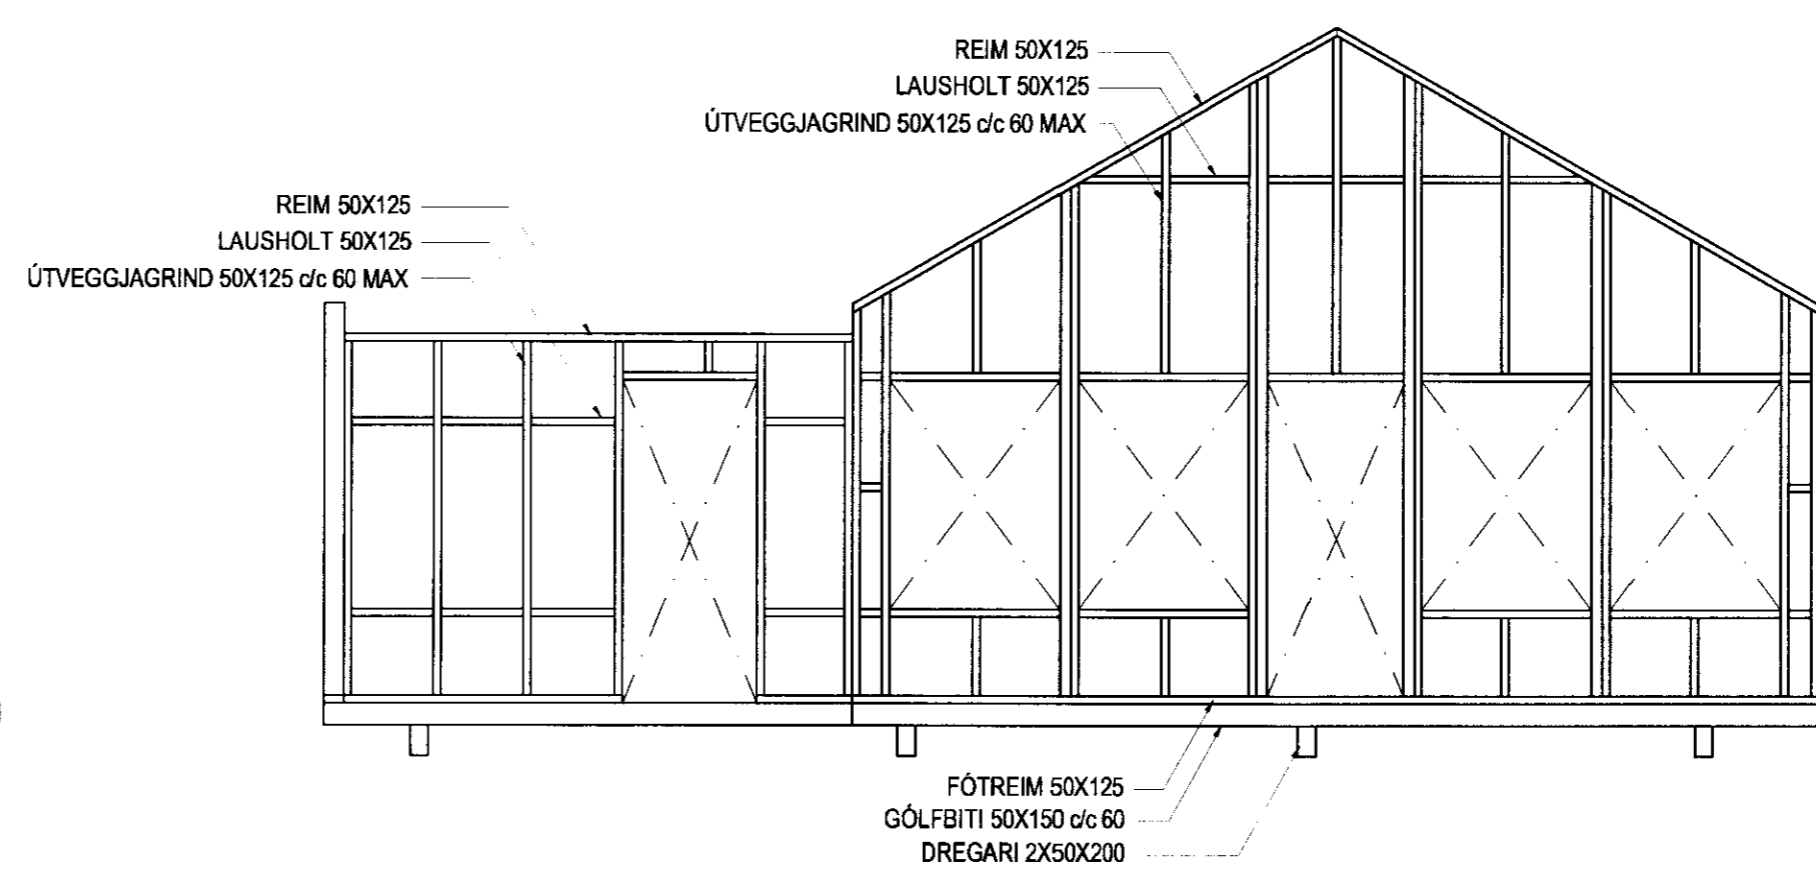 REIM 50X125
LAUSHOLT 50X125
ÚTVEGGJAGRIND 50X125 c/c 60 MAX
REIM 50X125
LAUSHOLT 50X125
ÚTVEGGJAGRIND 50X125 c/c 60 MAX
FÓTREIM 50X125
GÓLFBITI 50X150 c/c 60
DREGARI 2X50X200